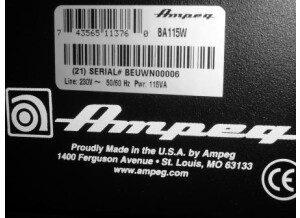 Ampeg
7 43565 11376 0 BA115W
(21) SERIAL# BEUWN00006
Line: 230V ~ 50/60 Hz Pwr: 115VA
Ampeg
Proudly Made in the U.S.A. by Ampeg
1400 Ferguson Avenue • St. Louis, MO 63133
www.ampeg.com
CE